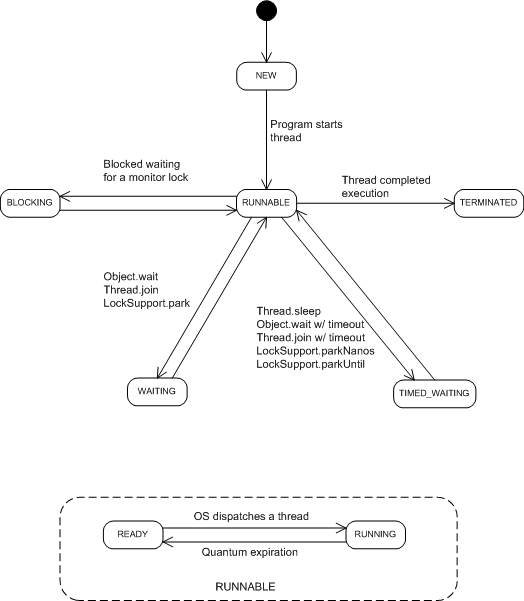 NEW
Program starts
thread
Blocked waiting
for a monitor lock
Thread completed
execution
BLOCKING
RUNNABLE
TERMINATED
Object.wait
Thread.join
LockSupport.park
Thread.sleep
Object.wait w/ timeout
Thread.join w/ timeout
LockSupport.parkNanos
LockSupport.parkUntil
WAITING
TIMED_WAITING
OS dispatches a thread
READY
RUNNING
Quantum expiration
RUNNABLE